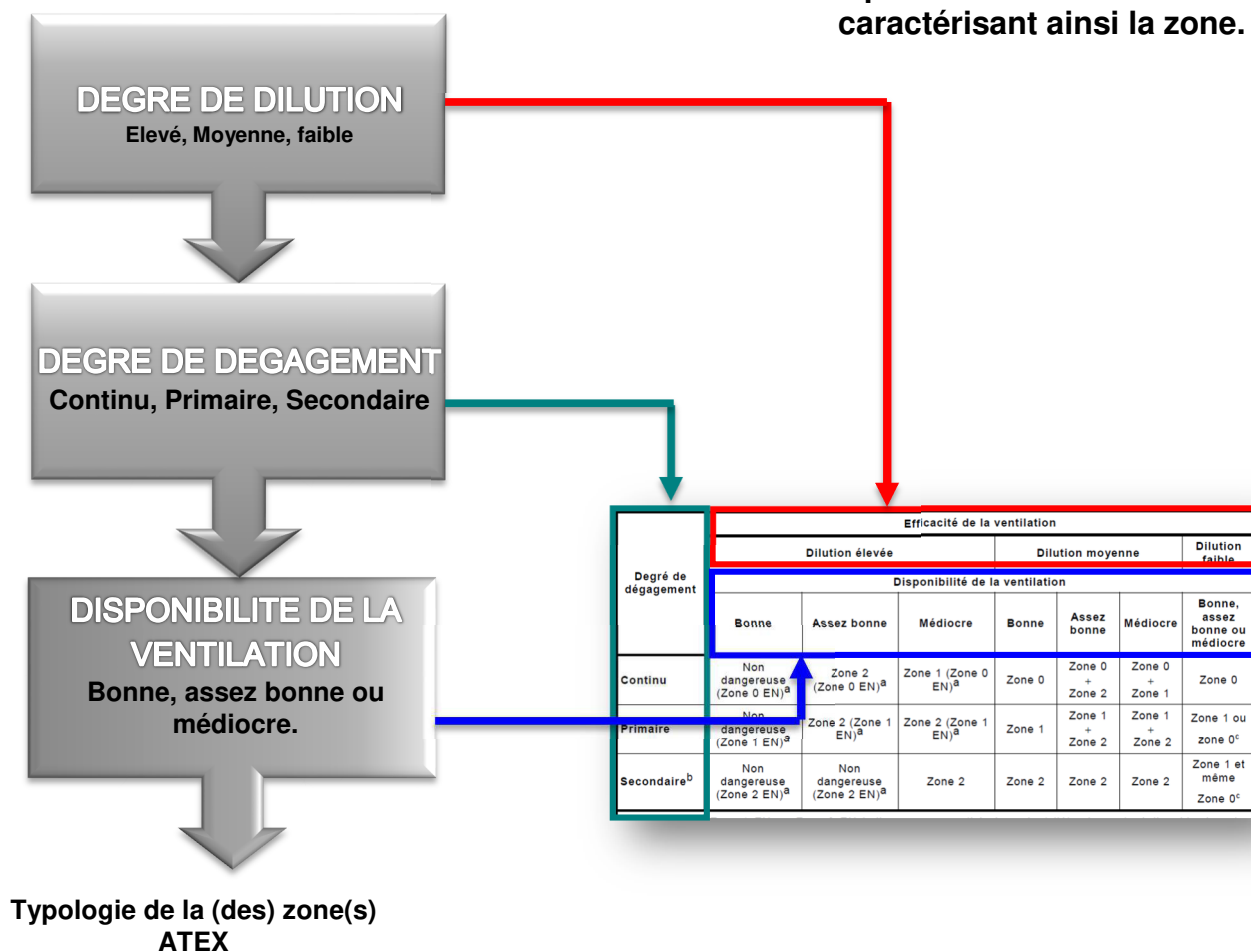 caractérisant ainsi la zone.
DEGRE DE DILUTION
Elevé, Moyenne, faible
DEGRE DE DEGAGEMENT
Continu, Primaire, Secondaire
DISPONIBILITE DE LA
VENTILATION
Bonne, assez bonne ou
médiocre.
Typologie de la (des) zone(s)
ATEX
Degré de
dégagement
Efficacité de la ventilation
Dilution élevée
Dilution moyenne
Dilution
faible
Disponibilité de la ventilation
Bonne
Assez bonne
Médiocre
Bonne
Assez
bonne
Médiocre
Bonne,
assez
bonne ou
médiocre
Continu
Non
dangereuse
(Zone 0 EN)a
Zone 2
(Zone 0 EN)a
Zone 1 (Zone 0
EN)a
Zone 0
Zone 0
+
Zone 2
Zone 0
+
Zone 1
Zone 0
Primaire
Non
dangereuse
(Zone 1 EN)a
Zone 2 (Zone 1
EN)a
Zone 2 (Zone 1
EN)a
Zone 1
Zone 1
+
Zone 2
Zone 1
+
Zone 2
Zone 1 ou
zone 0c
Secondaireb
Non
dangereuse
(Zone 2 EN)a
Non
dangereuse
(Zone 2 EN)a
Zone 2
Zone 2
Zone 2
Zone 2
Zone 1 et
même
Zone 0c